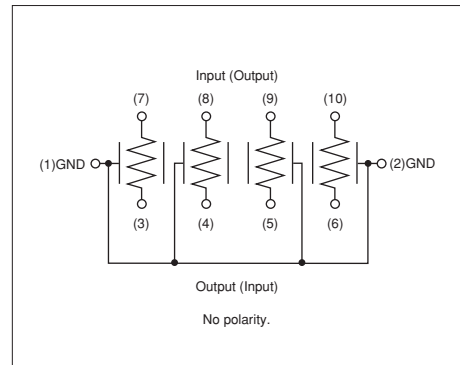 Input (Output)
(7) (8) (9) (10)
(1)GND (2)GND
(3) (4) (5) (6)
Output (Input)
No polarity.